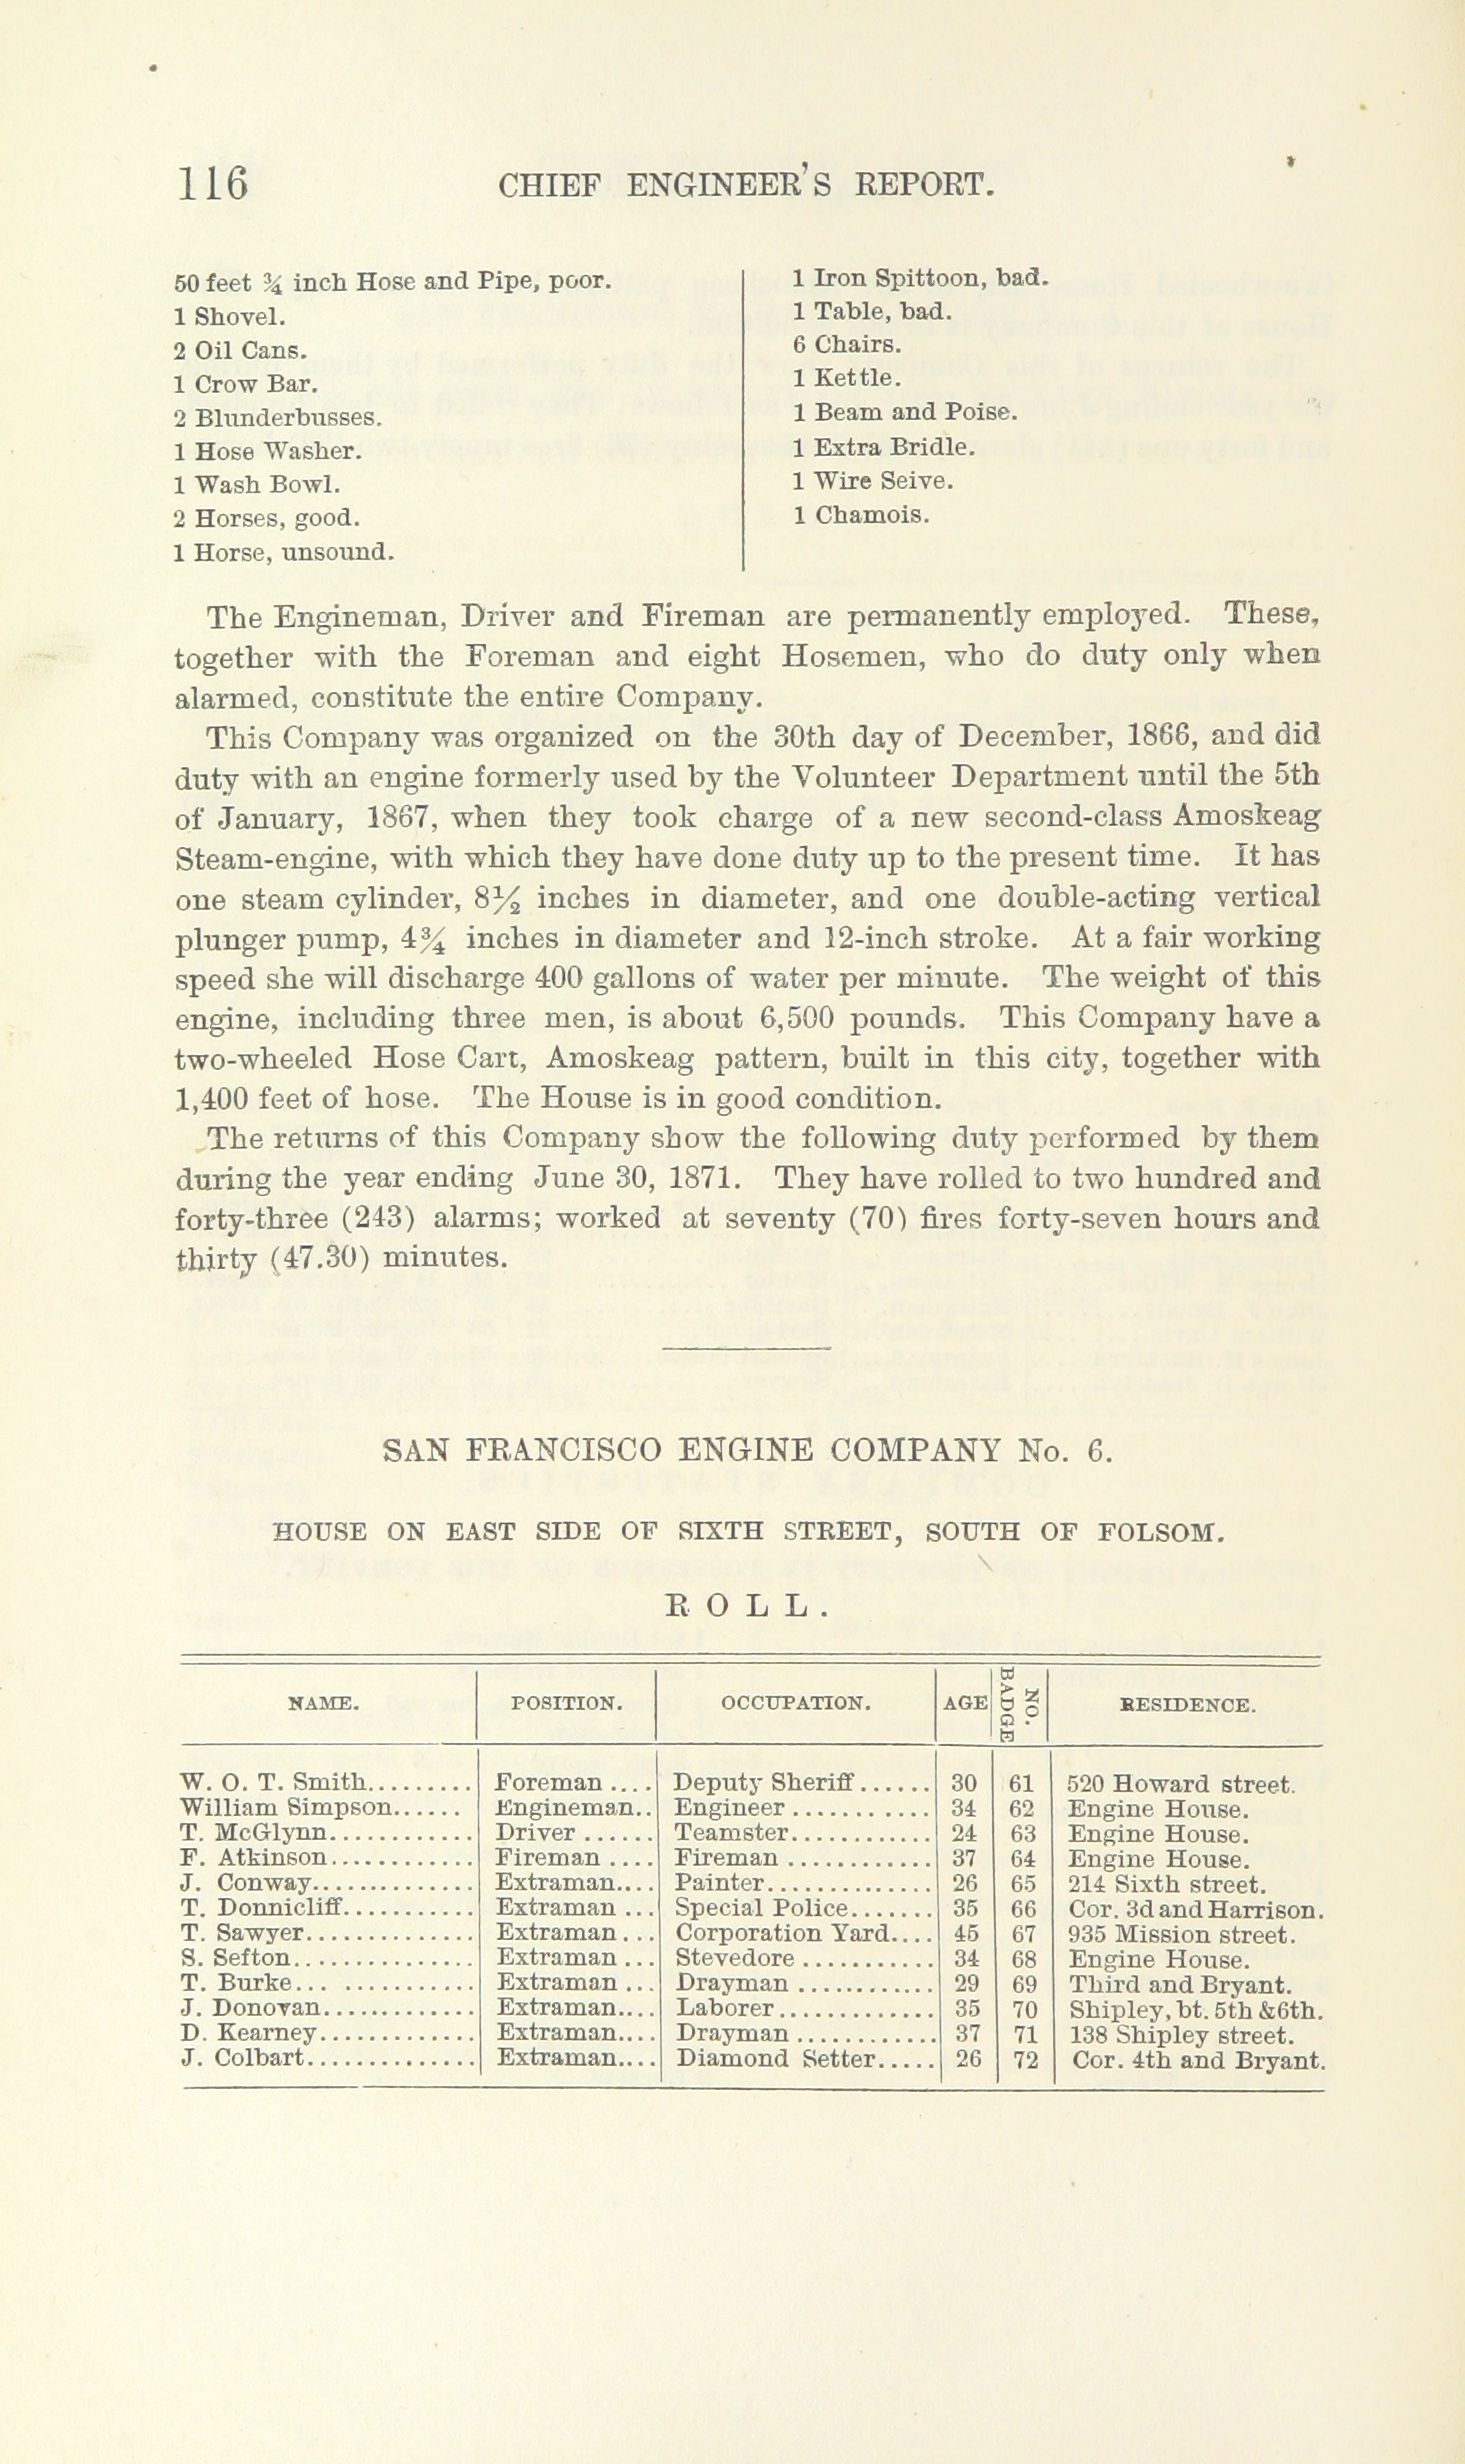 116
CHIEF ENGINEER'S REPORT.
50 feet ¾ inch Hose and Pipe, poor.
1 Shovel.
2 Oil Cans.
1 Crow Bar.
2 Blunderbusses.
1 Hose Washer.
1 Wash Bowl.
2 Horses, good.
1 Horse, unsound.
1 Iron Spittoon, bad.
1 Table, bad.
6 Chairs.
1 Kettle.
1 Beam and Poise.
1 Extra Bridle.
1 Wire Seive.
1 Chamois.
The Engineman, Driver and Fireman are permanently employed. These,
together with the Foreman and eight Hosemen, who do duty only when
alarmed, constitute the entire Company.
This Company was organized on the 30th day of December, 1866, and did
duty with an engine formerly used by the Volunteer Department until the 5th
of January, 1867, when they took charge of a new second-class Amoskeag
Steam-engine, with which they have done duty up to the present time. It has
one steam cylinder, 8½ inches in diameter, and one double-acting vertical
plunger pump, 4¾ inches in diameter and 12-inch stroke. At a fair working
speed she will discharge 400 gallons of water per minute. The weight of this
engine, including three men, is about 6,500 pounds. This Company have a
two-wheeled Hose Cart, Amoskeag pattern, built in this city, together with
1,400 feet of hose. The House is in good condition.
The returns of this Company show the following duty performed by them
during the year ending June 30, 1871. They have rolled to two hundred and
forty-three (243) alarms; worked at seventy (70) fires forty-seven hours and
thirty (47.30) minutes.
SAN FRANCISCO ENGINE COMPANY No. 6.
HOUSE ON EAST SIDE OF SIXTH STREET, SOUTH OF FOLSOM.
ROLL.
NAME. POSITION. OCCUPATION. AGE NO. BADGE RESIDENCE.
W. O. T. Smith......... Foreman .... Deputy Sheriff...... 30 61 520 Howard street.
William Simpson...... Engineman.. Engineer............ 34 62 Engine House.
T. McGlynn............ Driver ...... Teamster............ 24 63 Engine House.
F. Atkinson............ Fireman .... Fireman ............ 37 64 Engine House.
J. Conway.............. Extraman.... Painter.............. 26 65 214 Sixth street.
T. Donnicliff........... Extraman ... Special Police....... 35 66 Cor. 3d and Harrison.
T. Sawyer.............. Extraman... Corporation Yard.... 45 67 935 Mission street.
S. Sefton............... Extraman ... Stevedore ........... 34 68 Engine House.
T. Burke... ........... Extraman ... Drayman ............ 29 69 Third and Bryant.
J. Donovan............. Extraman.... Laborer............. 35 70 Shipley, bt. 5th & 6th.
D. Kearney............. Extraman.... Drayman ............ 37 71 138 Shipley street.
J. Colbart.............. Extraman.... Diamond Setter..... 26 72 Cor. 4th and Bryant.